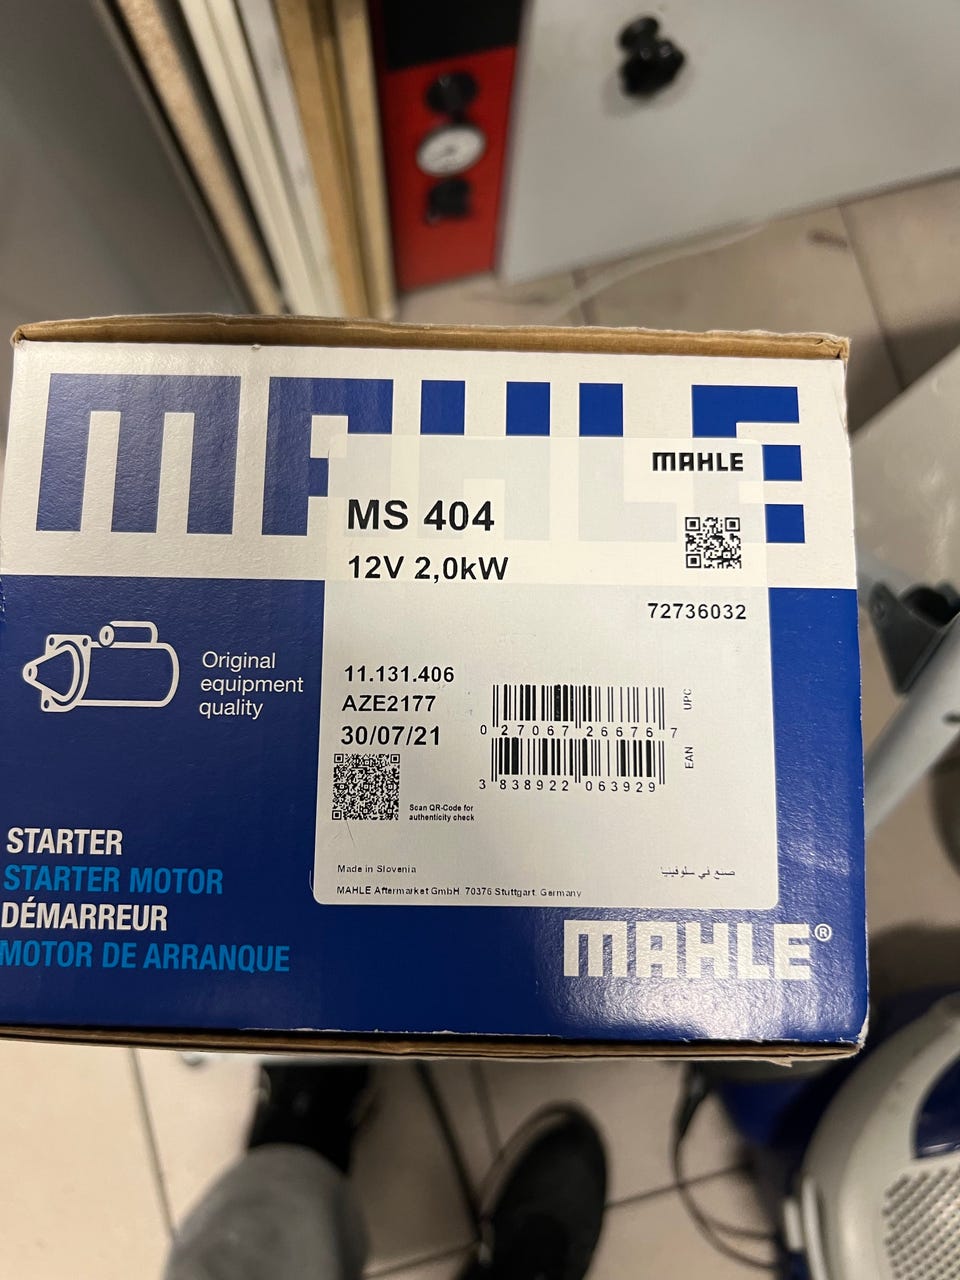 MAHLE
MAHLE
MS 404
12V 2,0kW
72736032
Original
equipment
quality
11.131.406
AZE2177
30/07/21
UPC
0 27067 26676 7
EAN
3 838922 063929
Scan QR-Code for
authenticity check
STARTER
STARTER MOTOR
DÉMARREUR
MOTOR DE ARRANQUE
Made in Slovenia
صنع في سلوفينيا
MAHLE Aftermarket GmbH 70376 Stuttgart Germany
MAHLE®